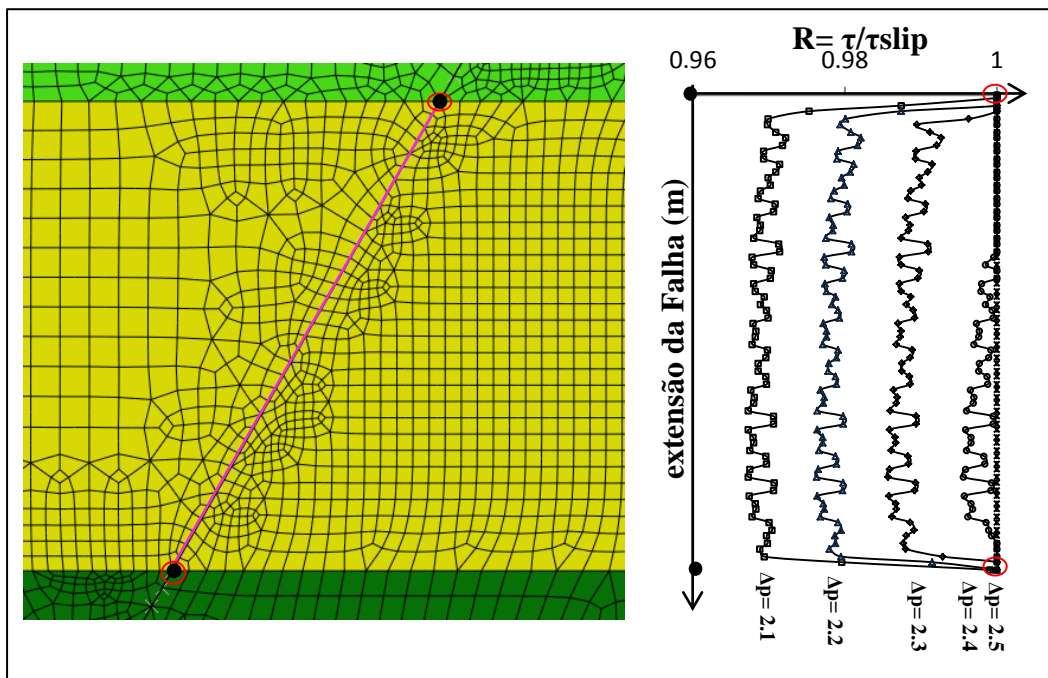 R= τ/τslip
0.96 0.98 1
extensão da Falha (m)
Δp= 2.1
Δp= 2.2
Δp= 2.3
Δp= 2.4
Δp= 2.5